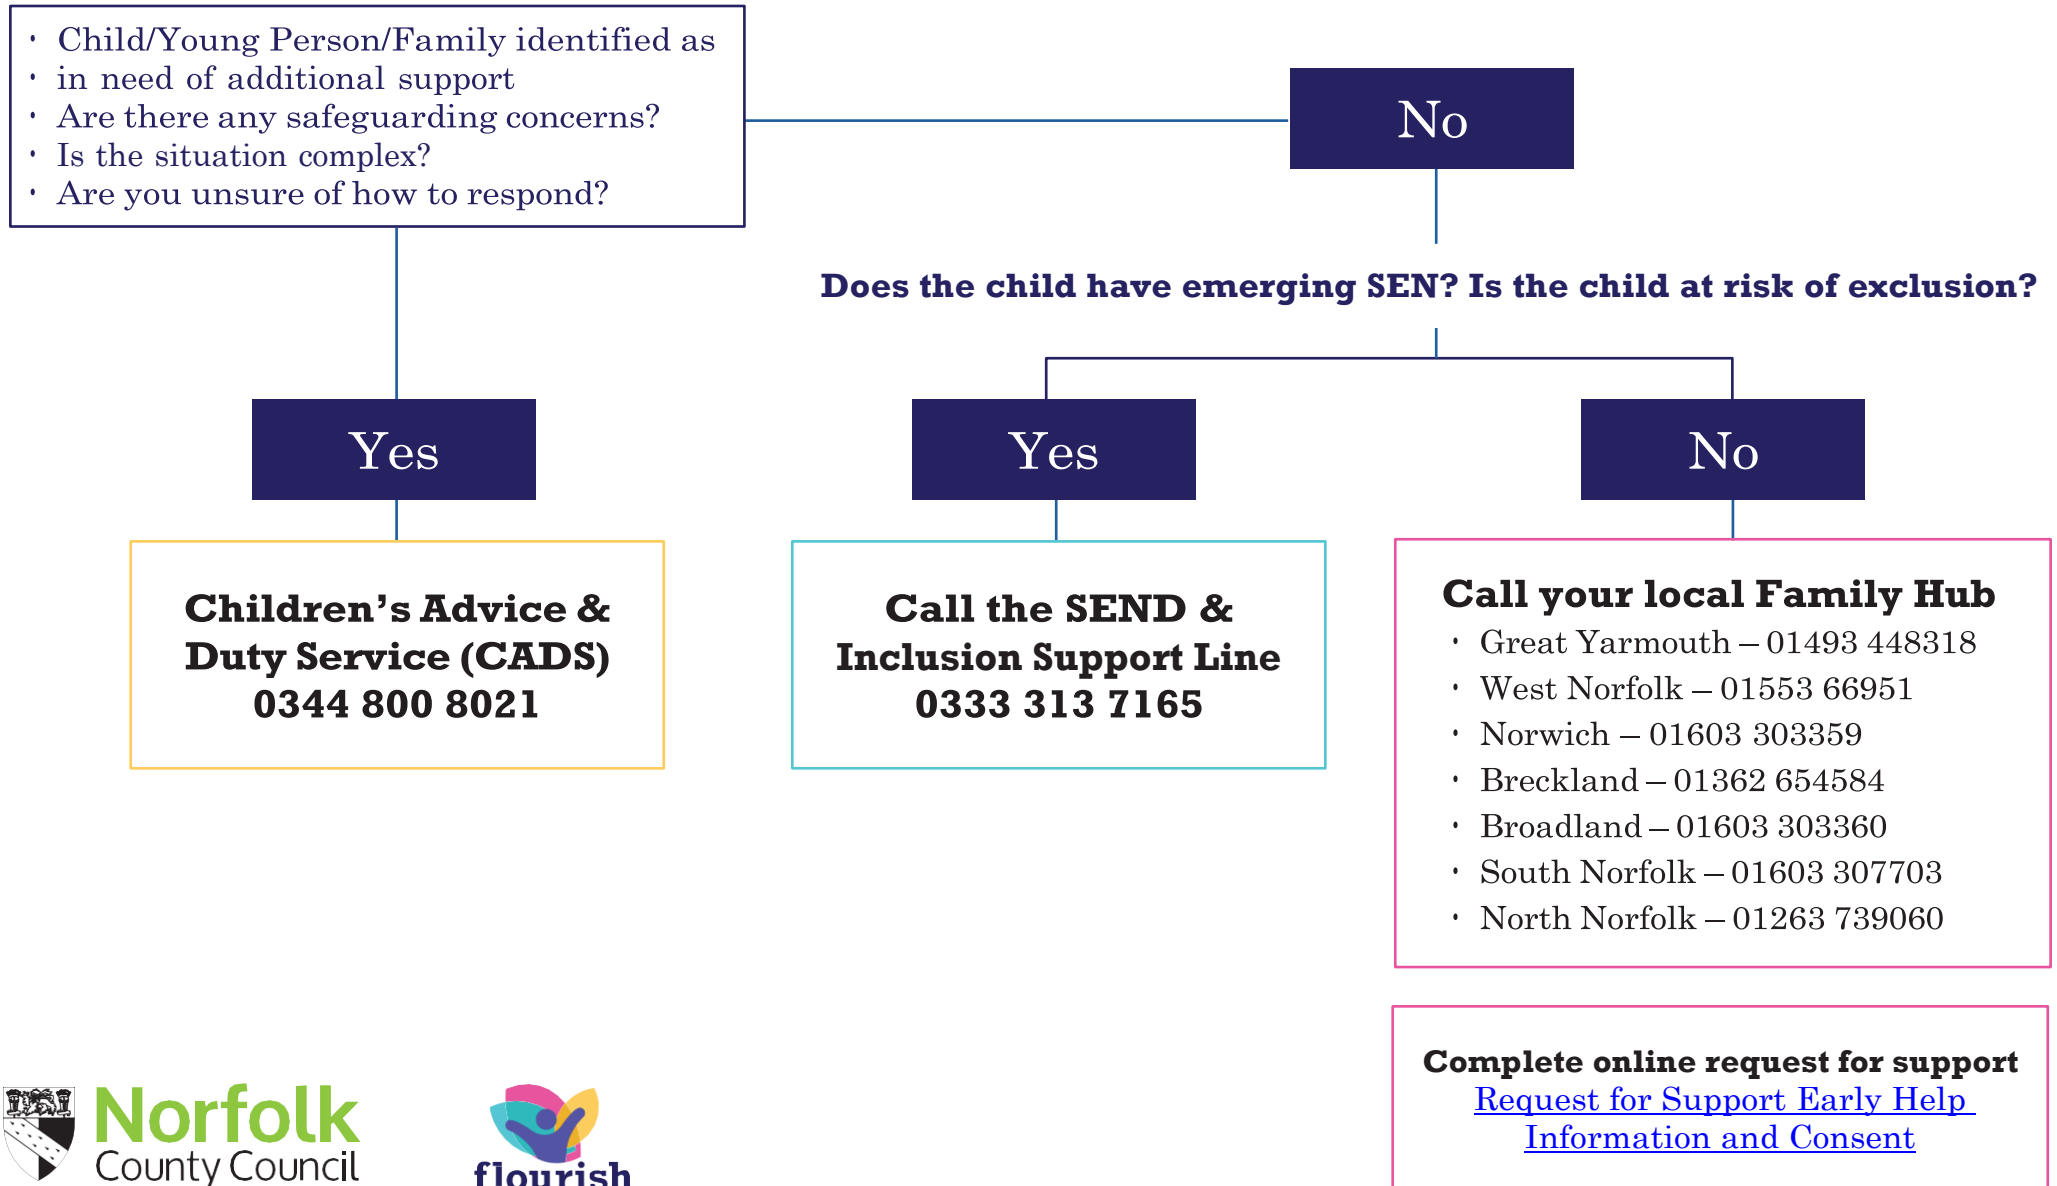 · Child/Young Person/Family identified as
· in need of additional support
· Are there any safeguarding concerns?
· Is the situation complex?
· Are you unsure of how to respond?
No
Does the child have emerging SEN? Is the child at risk of exclusion?
Yes
Yes
No
Children's Advice &
Duty Service (CADS)
0344 800 8021
Call the SEND &
Inclusion Support Line
0333 313 7165
Call your local Family Hub
· Great Yarmouth – 01493 448318
· West Norfolk – 01553 66951
· Norwich – 01603 303359
· Breckland – 01362 654584
· Broadland – 01603 303360
· South Norfolk – 01603 307703
· North Norfolk – 01263 739060
Complete online request for support
Request for Support Early Help
Information and Consent
Norfolk
County Council
flourish